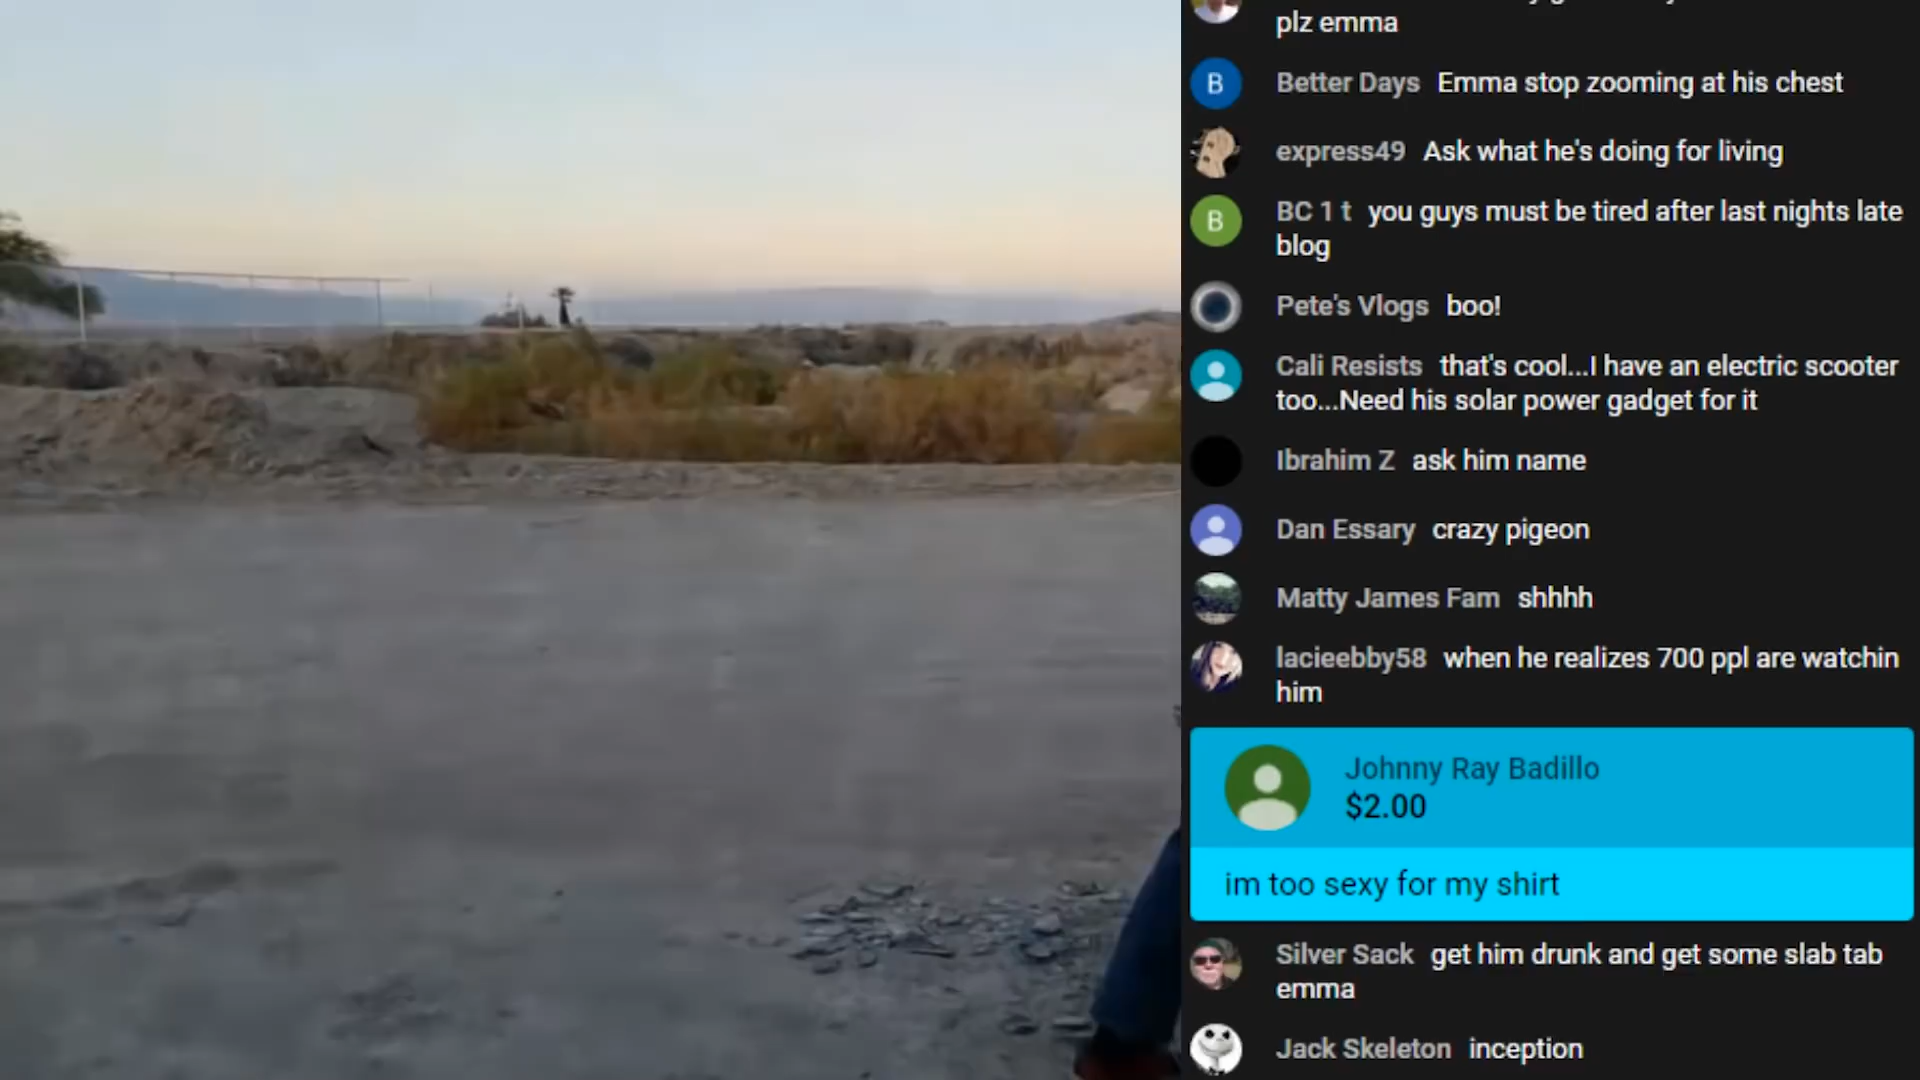 plz emma
Better Days Emma stop zooming at his chest
express49 Ask what he's doing for living
BC 1 t you guys must be tired after last nights late
blog
Pete's Vlogs boo!
Cali Resists that's cool...I have an electric scooter
too...Need his solar power gadget for it
Ibrahim Z ask him name
Dan Essary crazy pigeon
Matty James Fam shhhh
lacieebby58 when he realizes 700 ppl are watchin
him
Johnny Ray Badillo
$2.00
im too sexy for my shirt
Silver Sack get him drunk and get some slab tab
emma
Jack Skeleton inception
B
B